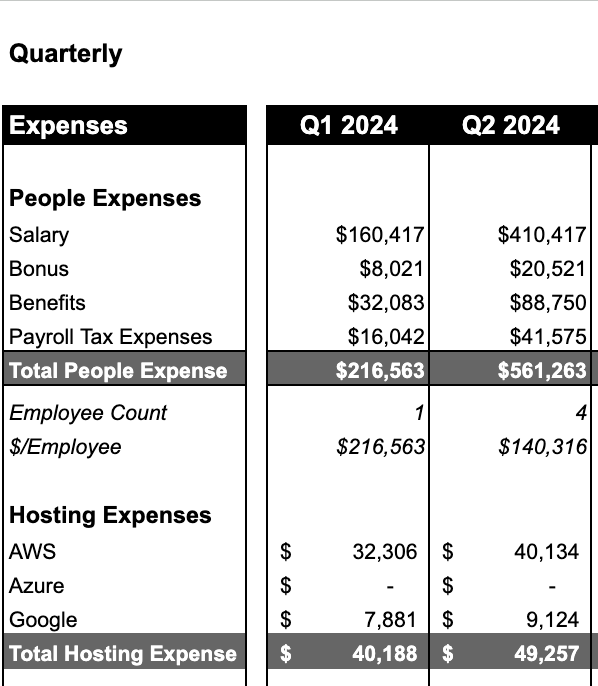 Quarterly
Expenses Q1 2024 Q2 2024
People Expenses
Salary $160,417 $410,417
Bonus $8,021 $20,521
Benefits $32,083 $88,750
Payroll Tax Expenses $16,042 $41,575
Total People Expense $216,563 $561,263
Employee Count 1 4
$/Employee $216,563 $140,316
Hosting Expenses
AWS $ 32,306 $ 40,134
Azure $ - $ -
Google $ 7,881 $ 9,124
Total Hosting Expense $ 40,188 $ 49,257